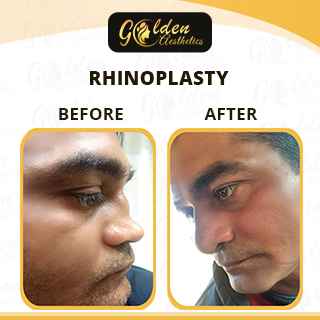 Golden
Aesthetics
RHINOPLASTY
BEFORE
AFTER